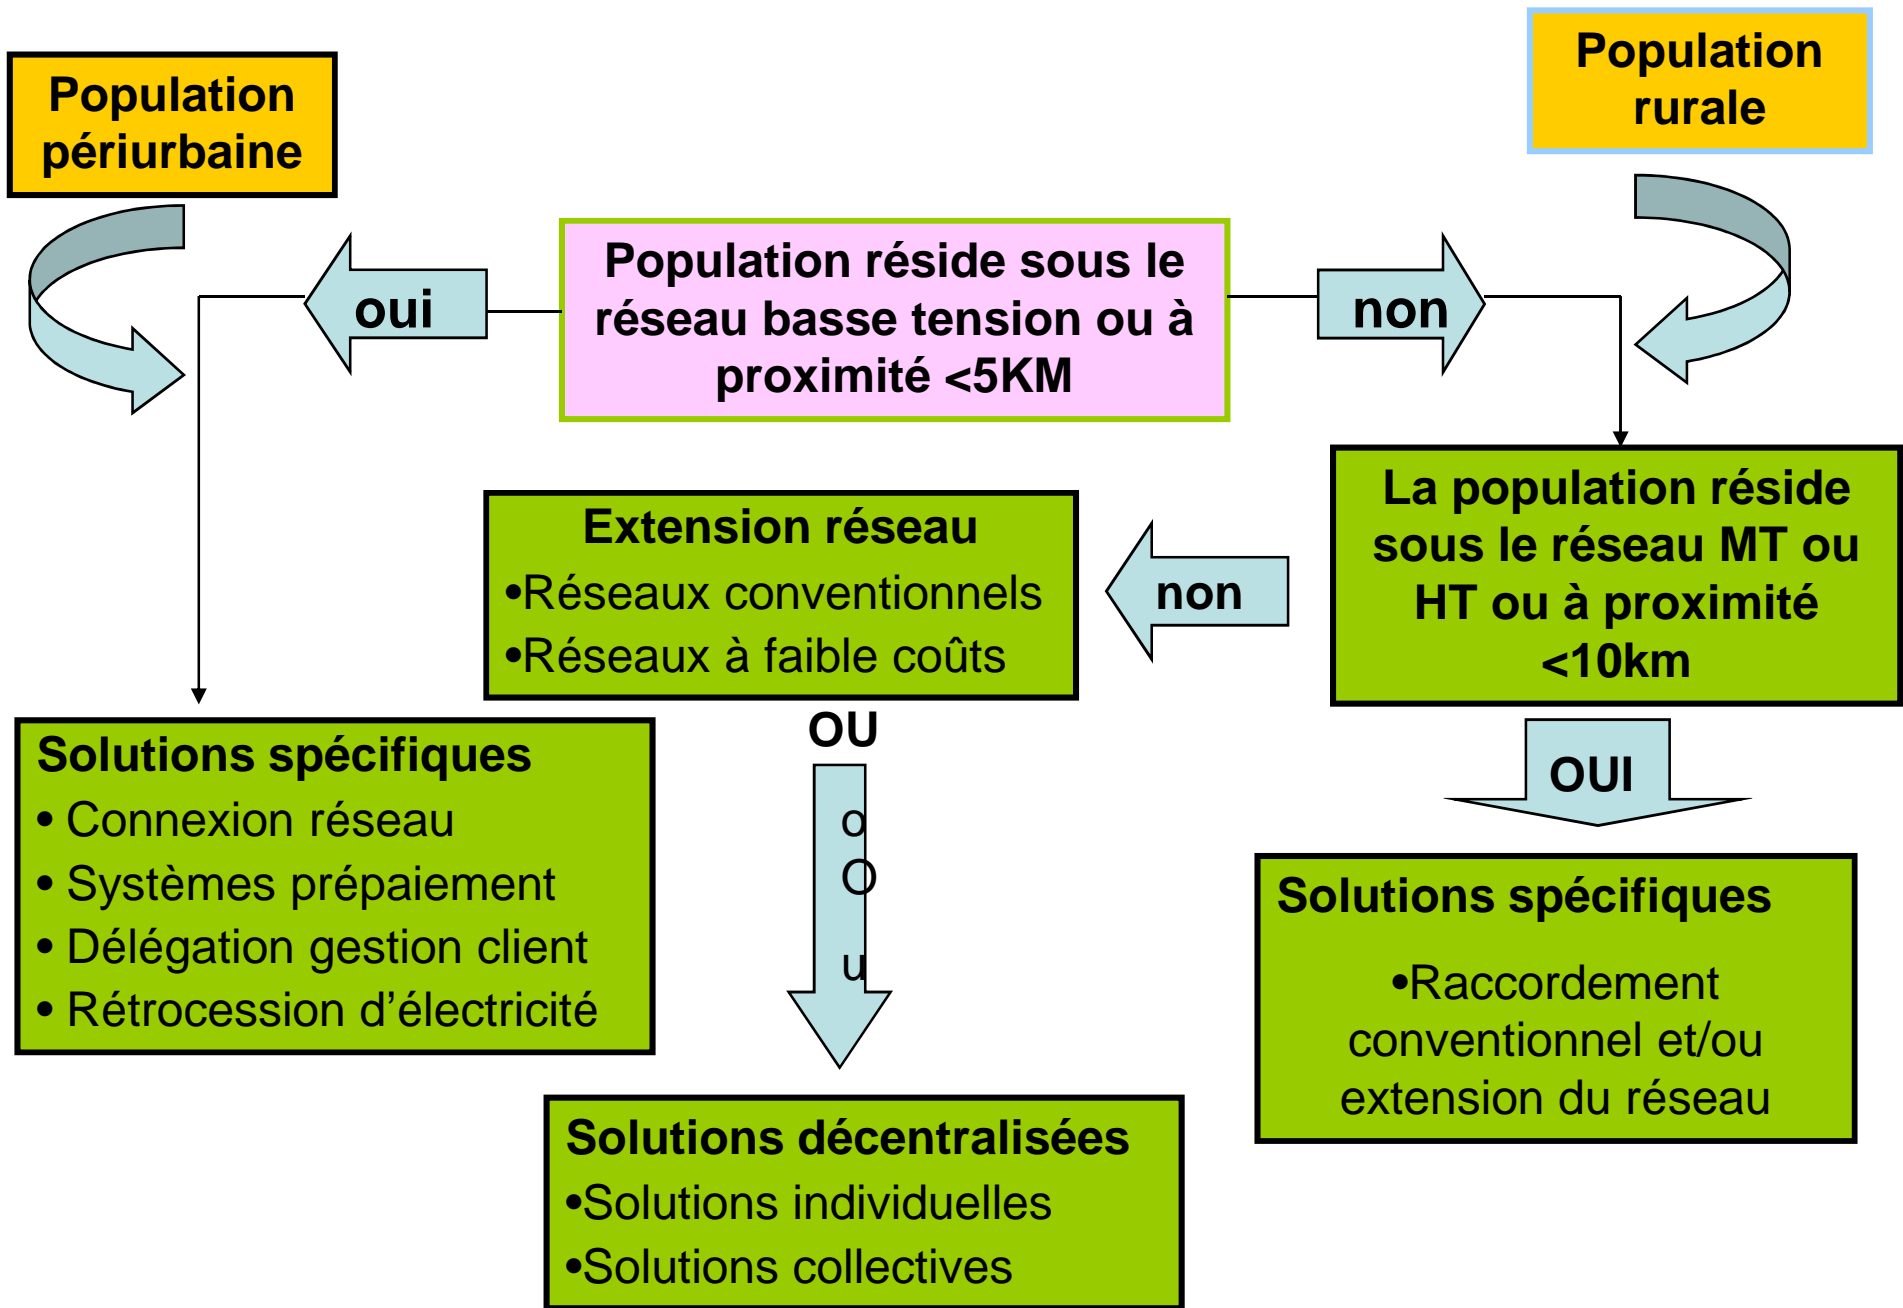 Population
périurbaine
Population
rurale
oui
Population réside sous le
réseau basse tension ou à
proximité <5KM
non
La population réside
sous le réseau MT ou
HT ou à proximité
<10km
non
Extension réseau
•Réseaux conventionnels
•Réseaux à faible coûts
OU
o
O
u
OUI
Solutions spécifiques
• Connexion réseau
• Systèmes prépaiement
• Délégation gestion client
• Rétrocession d’électricité
Solutions spécifiques
•Raccordement
conventionnel et/ou
extension du réseau
Solutions décentralisées
•Solutions individuelles
•Solutions collectives